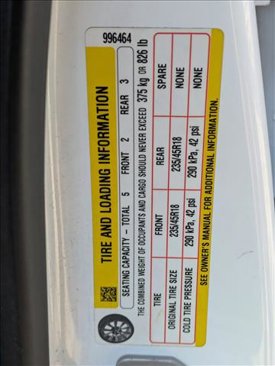 996464
TIRE AND LOADING INFORMATION
SEATING CAPACITY - TOTAL 5 FRONT 2 REAR 3
THE COMBINED WEIGHT OF OCCUPANTS AND CARGO SHOULD NEVER EXCEED 375 kg OR 826 lb
TIRE FRONT REAR SPARE
ORIGINAL TIRE SIZE 235/45R18 235/45R18 NONE
COLD TIRE PRESSURE 290 kPa, 42 psi 290 kPa, 42 psi NONE
SEE OWNER'S MANUAL FOR ADDITIONAL INFORMATION.